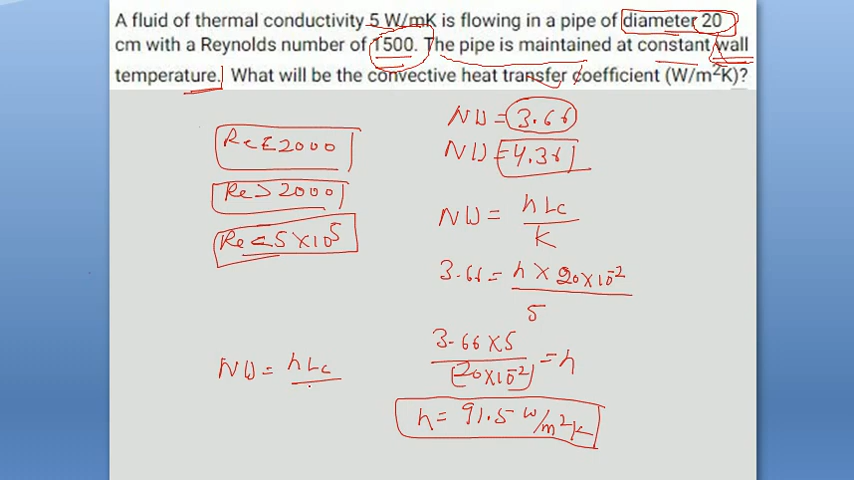 A fluid of thermal conductivity 5 W/mK is flowing in a pipe of diameter 20
cm with a Reynolds number of 1500. The pipe is maintained at constant wall
temperature. What will be the convective heat transfer coefficient (W/m²K)?
NU = 3.66
Re ≤ 2000
NU = 4.36
Re > 2000
NU = hLc / K
Re < 5×10⁵
3.66 = h × 20×10⁻² / 5
3.66 × 5 / (20×10⁻²) = h
NU = hLc
h = 91.5 W/m²K